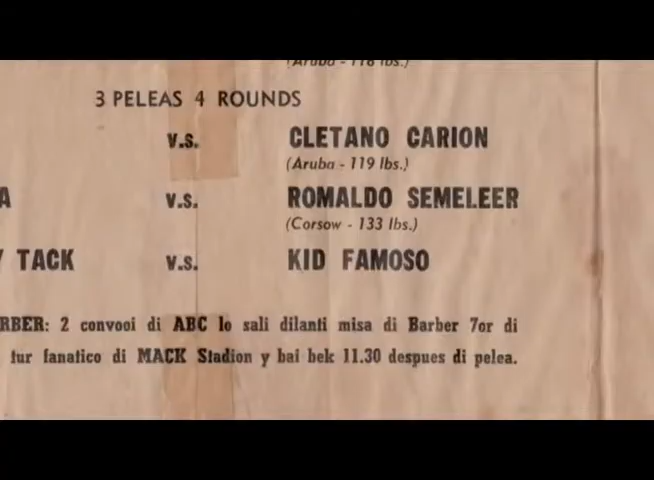 (Aruba - 118 lbs.)
3 PELEAS 4 ROUNDS
V.S. CLETANO CARION
(Aruba - 119 lbs.)
A V.S. ROMALDO SEMELEER
(Corsow - 133 lbs.)
Y TACK V.S. KID FAMOSO
RBER: 2 convooi di ABC lo sali dilanti misa di Barber 7or di
tur fanatico di MACK Stadion y bai bek 11.30 despues di pelea.